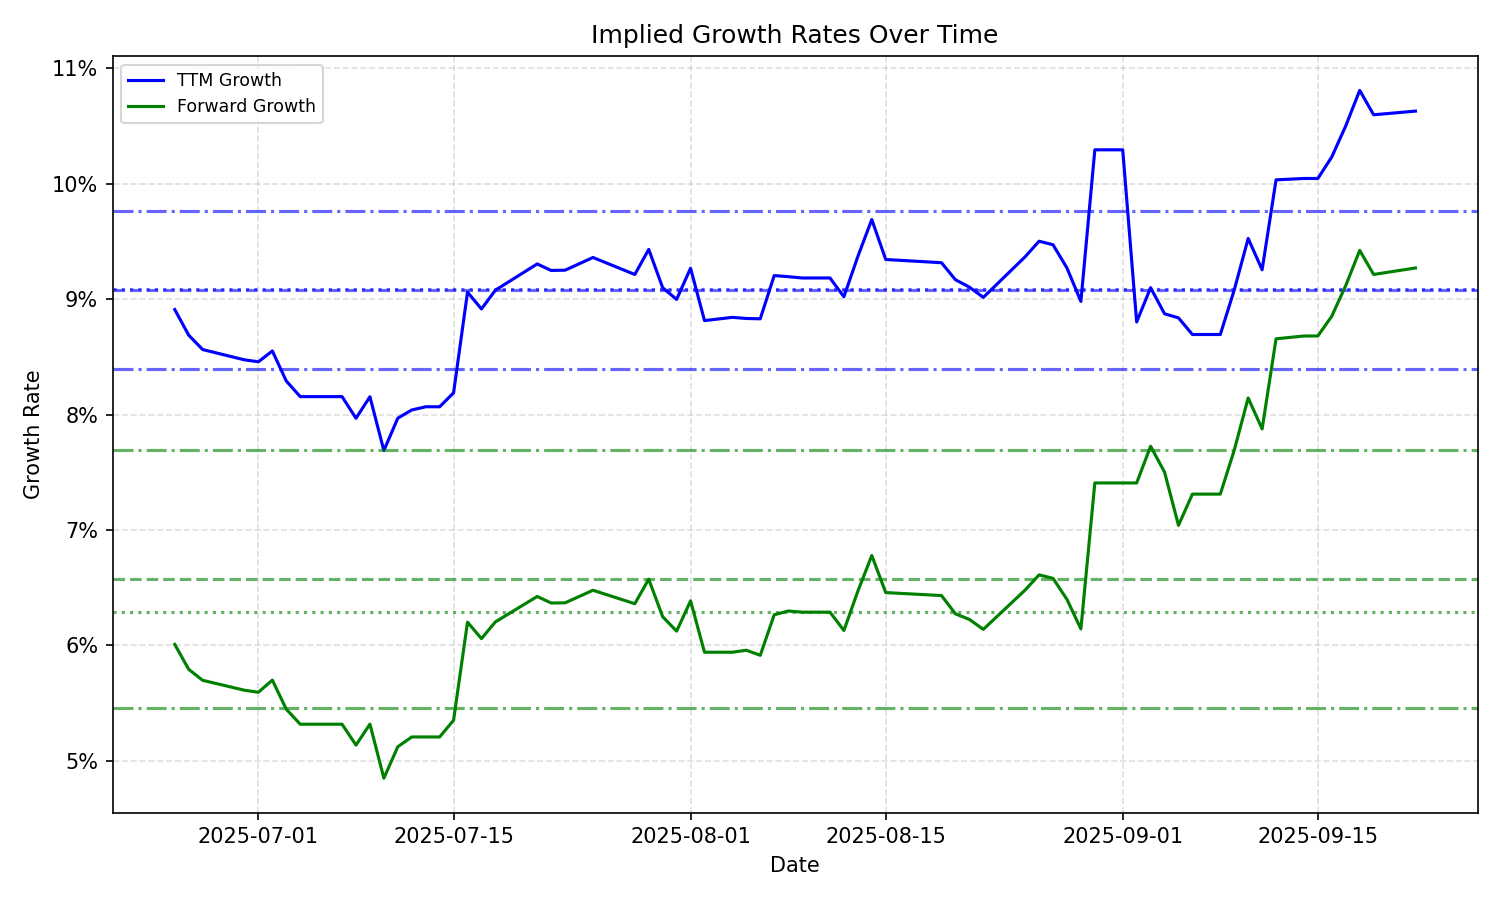 Implied Growth Rates Over Time
TTM Growth
Forward Growth
11%
10%
9%
8%
7%
6%
5%
Growth Rate
2025-07-01
2025-07-15
2025-08-01
2025-08-15
2025-09-01
2025-09-15
Date